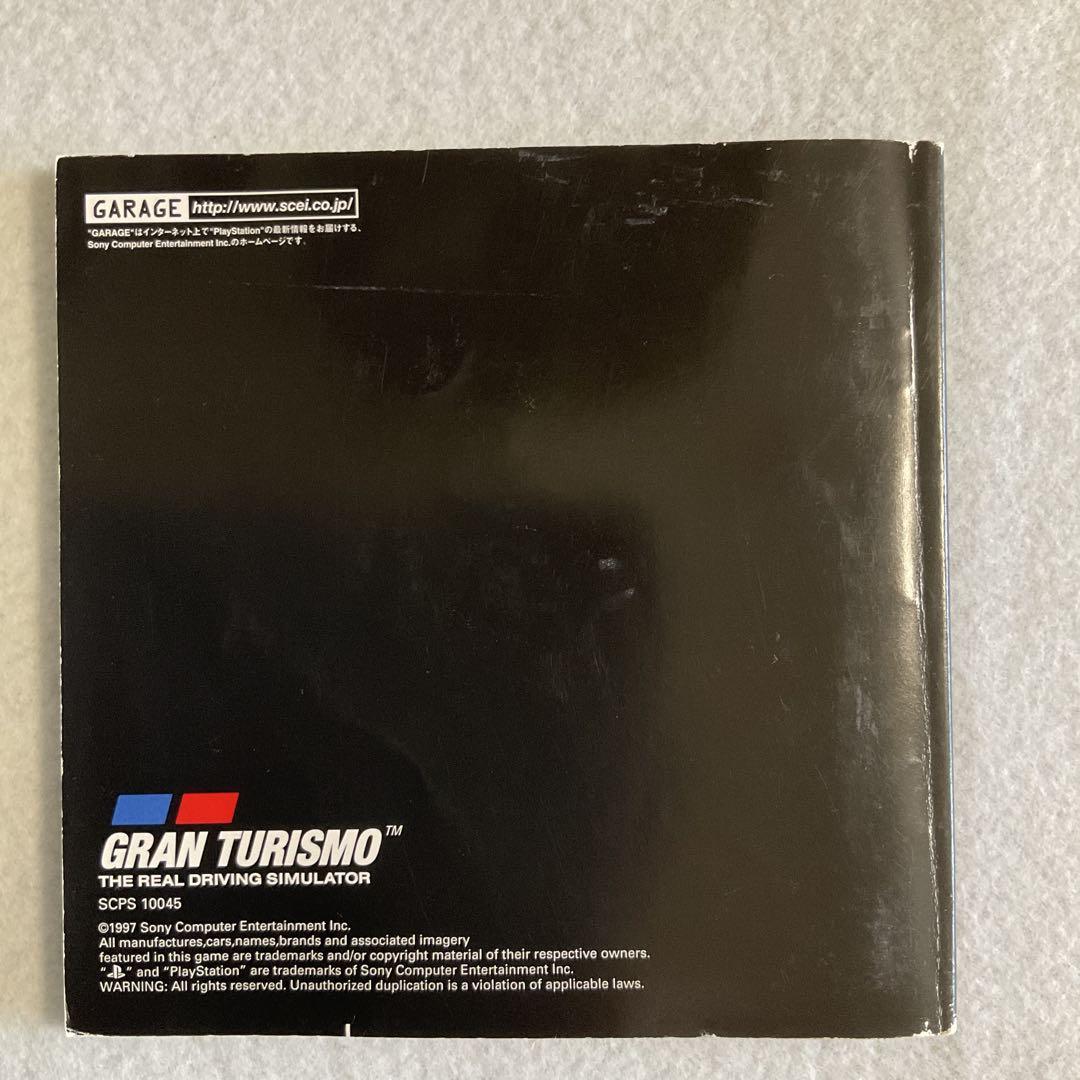 GARAGE http://www.scei.co.jp/
"GARAGE"はインターネット上で"PlayStation"の最新情報をお届けする、
Sony Computer Entertainment Inc.のホームページです。
GRAN TURISMO™
THE REAL DRIVING SIMULATOR
SCPS 10045
©1997 Sony Computer Entertainment Inc.
All manufactures,cars,names,brands and associated imagery
featured in this game are trademarks and/or copyright material of their respective owners.
“ ” and “PlayStation” are trademarks of Sony Computer Entertainment Inc.
WARNING: All rights reserved. Unauthorized duplication is a violation of applicable laws.